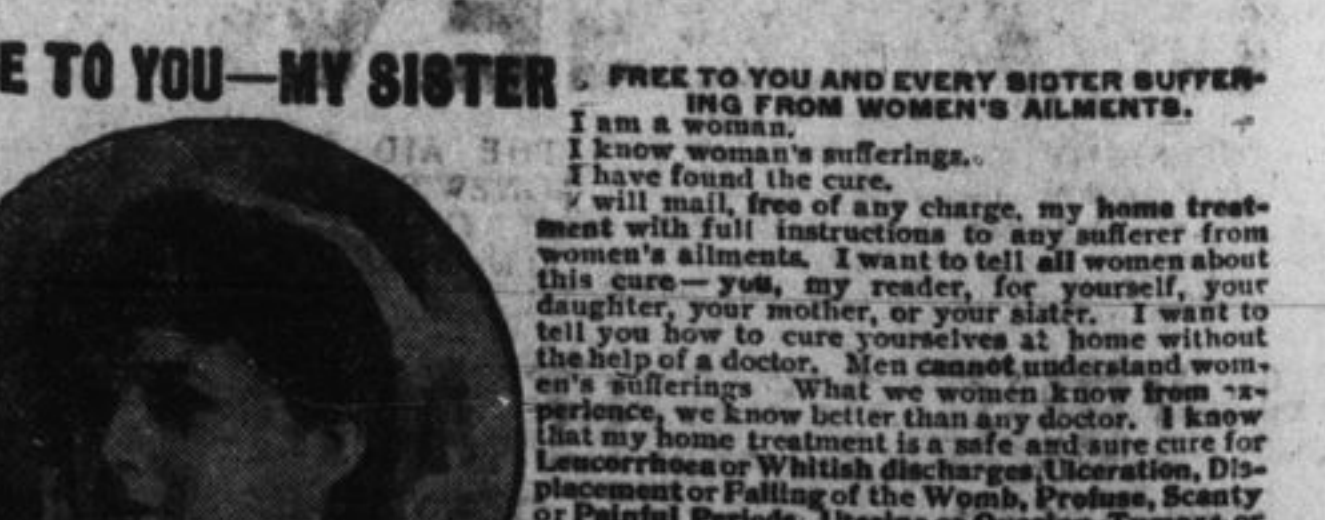 E TO YOU—MY SISTER
FREE TO YOU AND EVERY SISTER SUFFER-
ING FROM WOMEN'S AILMENTS.
I am a woman.
I know woman's sufferings.
I have found the cure.
will mail, free of any charge, my home treat-
ment with full instructions to any sufferer from
women's ailments. I want to tell all women about
this cure—you, my reader, for yourself, your
daughter, your mother, or your sister. I want to
tell you how to cure yourselves at home without
the help of a doctor. Men cannot understand wom-
en's sufferings What we women know from ex-
perience, we know better than any doctor. I know
that my home treatment is a safe and sure cure for
Leucorrhoea or Whitish discharges, Ulceration, Dis-
placement or Falling of the Womb, Profuse, Scanty
or Painful Periods,